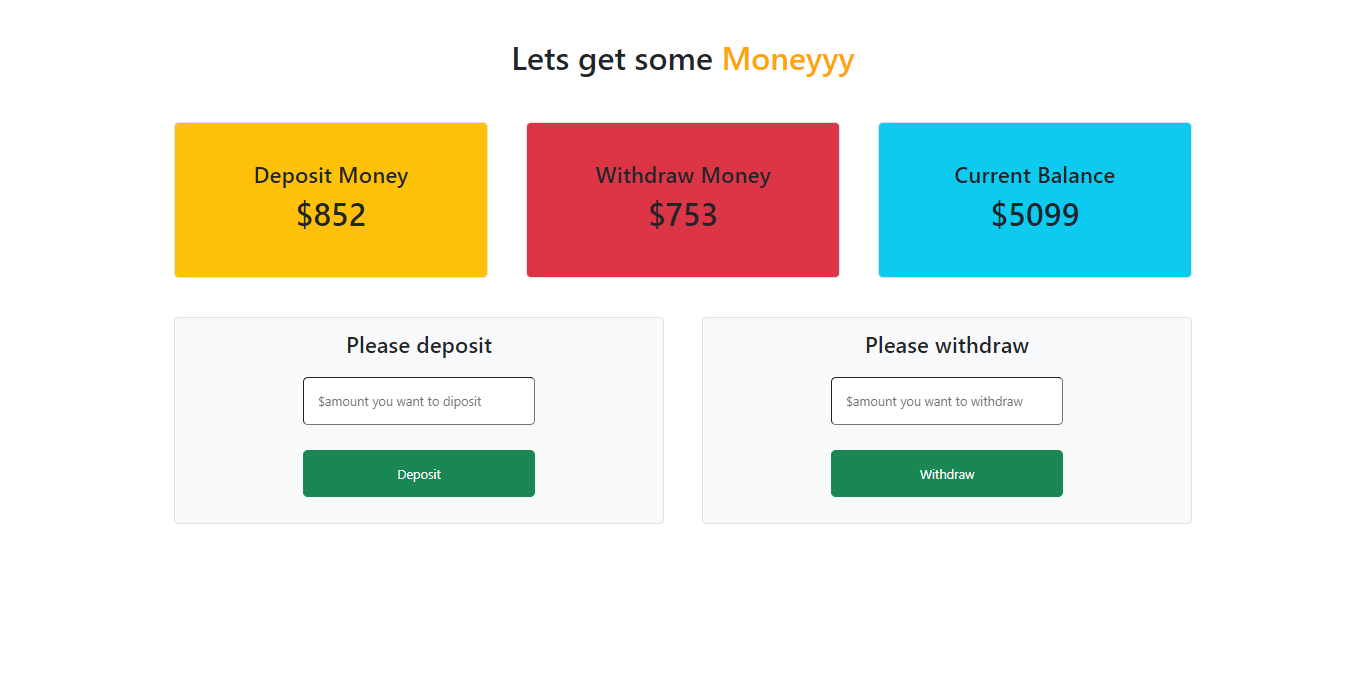 Lets get some Moneyyy
Deposit Money
$852
Withdraw Money
$753
Current Balance
$5099
Please deposit
$amount you want to diposit
Deposit
Please withdraw
$amount you want to withdraw
Withdraw